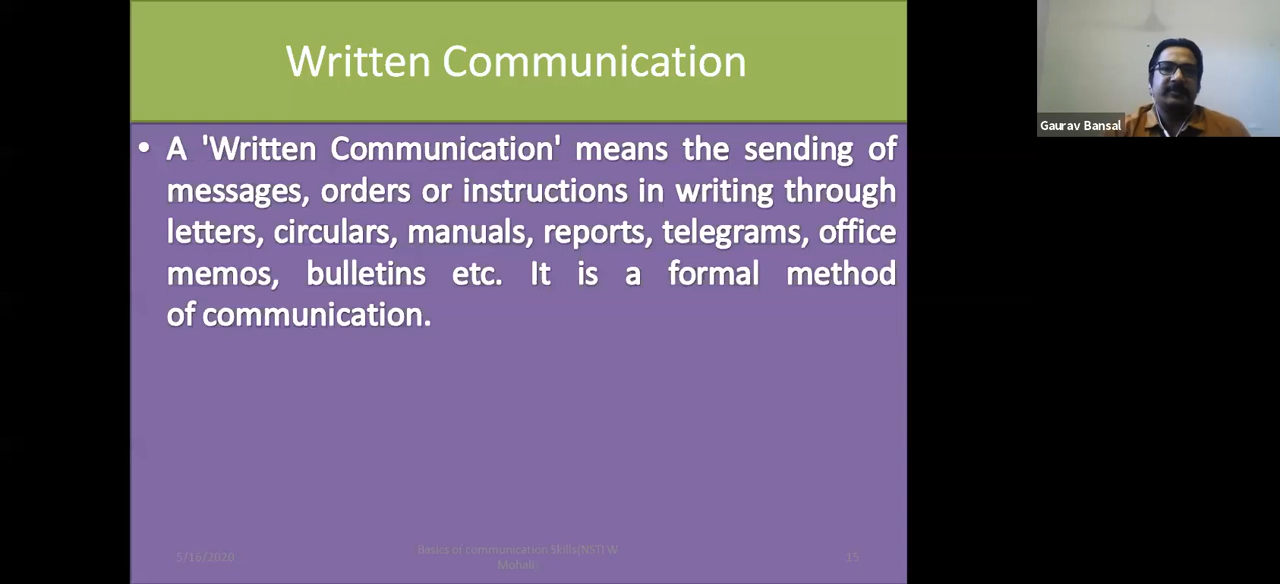 Written Communication
• A 'Written Communication' means the sending of
messages, orders or instructions in writing through
letters, circulars, manuals, reports, telegrams, office
memos, bulletins etc. It is a formal method
of communication.
5/16/2020
Basics of communication Skills(NSTI W
Mohali)
15
Gaurav Bansal